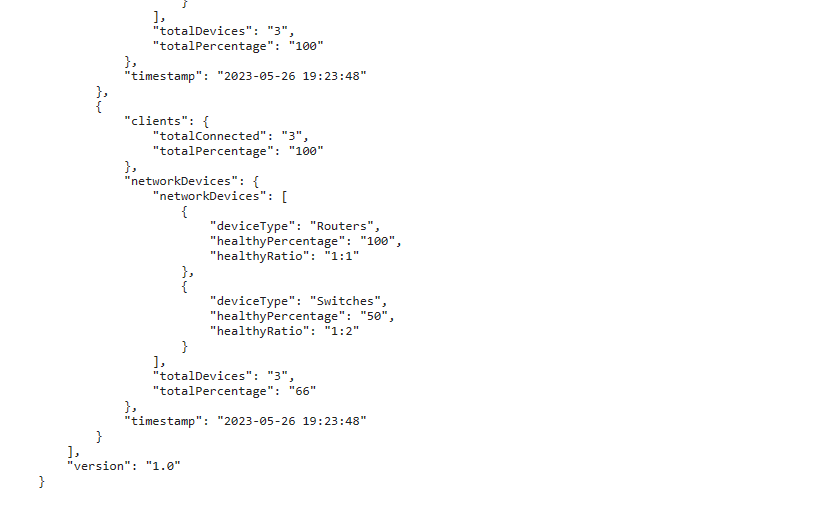 }
],
"totalDevices": "3",
"totalPercentage": "100"
},
"timestamp": "2023-05-26 19:23:48"
},
{
"clients": {
"totalConnected": "3",
"totalPercentage": "100"
},
"networkDevices": {
"networkDevices": [
{
"deviceType": "Routers",
"healthyPercentage": "100",
"healthyRatio": "1:1"
},
{
"deviceType": "Switches",
"healthyPercentage": "50",
"healthyRatio": "1:2"
}
],
"totalDevices": "3",
"totalPercentage": "66"
},
"timestamp": "2023-05-26 19:23:48"
}
],
"version": "1.0"
}